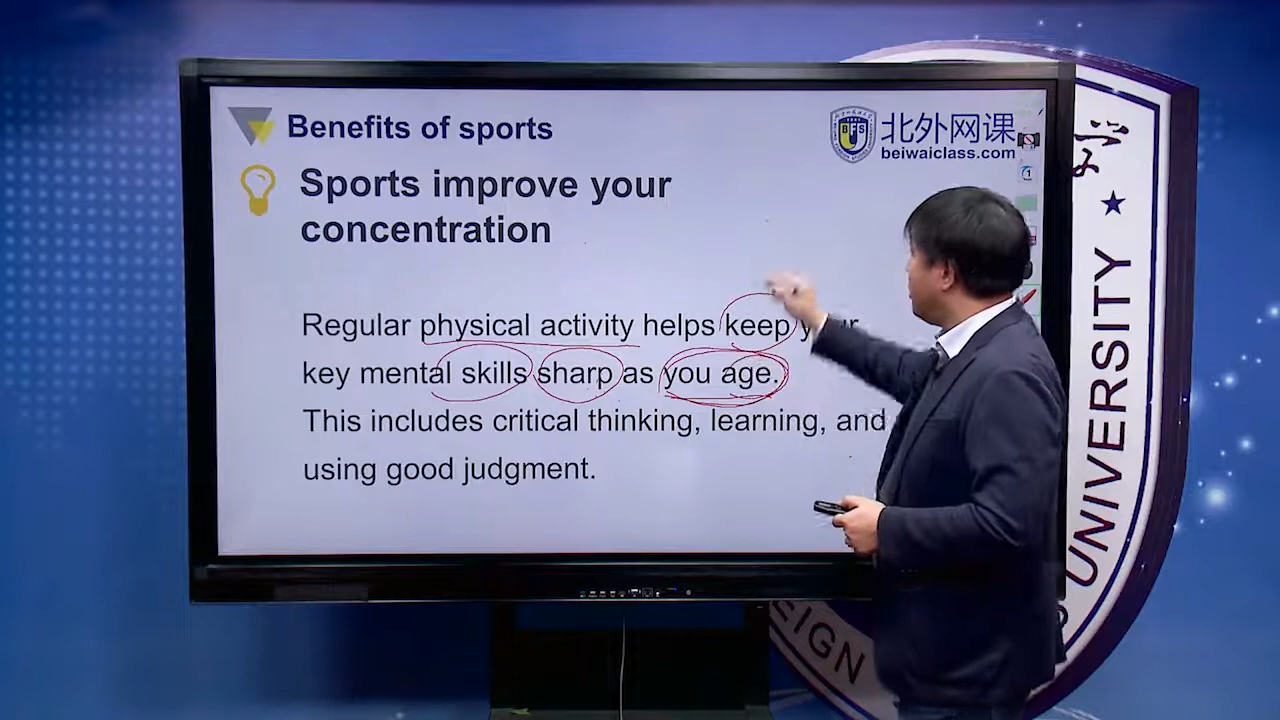 Benefits of sports
北外网课
beiwaiclass.com
Sports improve your
concentration
Regular physical activity helps keep your
key mental skills sharp as you age.
This includes critical thinking, learning, and
using good judgment.
UNIVERSITY
EIGN